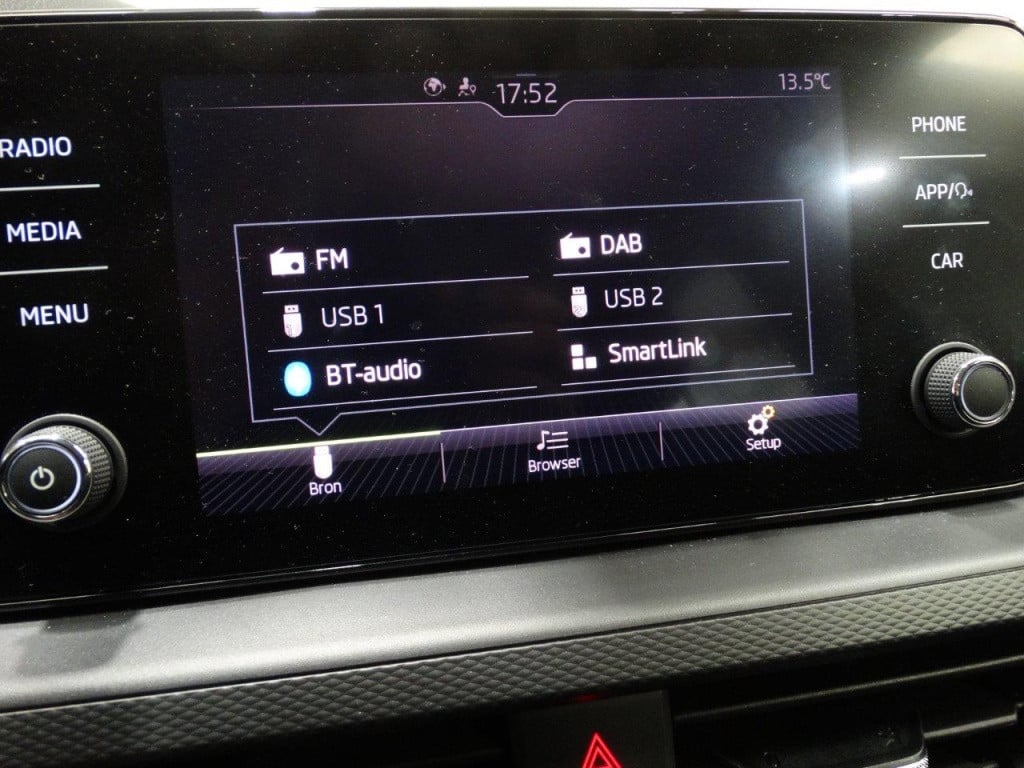 17:52
13.5°C
RADIO
MEDIA
MENU
FM
DAB
USB 1
USB 2
BT-audio
SmartLink
Bron
Browser
Setup
PHONE
APP/
CAR